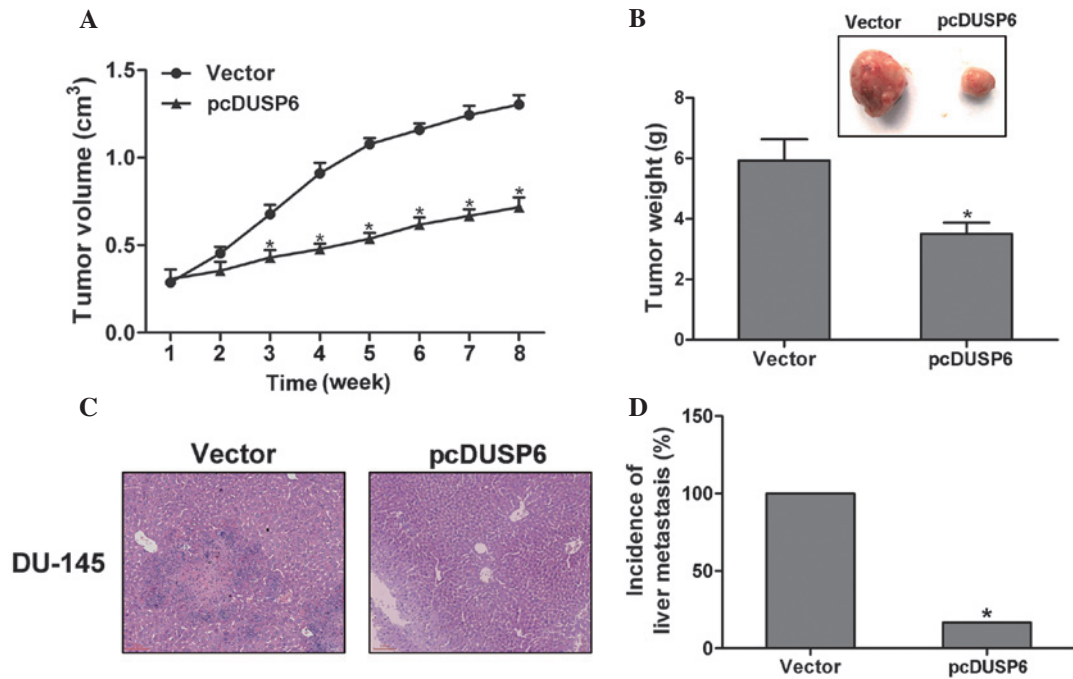 A
Tumor volume (cm³)
1.5
1.0
0.5
0.0
Vector
pcDUSP6
* * * * * *
1 2 3 4 5 6 7 8
Time (week)
B
Vector pcDUSP6
Tumor weight (g)
8
6
4
2
0
*
Vector pcDUSP6
C
Vector pcDUSP6
DU-145
D
Incidence of
liver metastasis (%)
150
100
50
0
*
Vector pcDUSP6